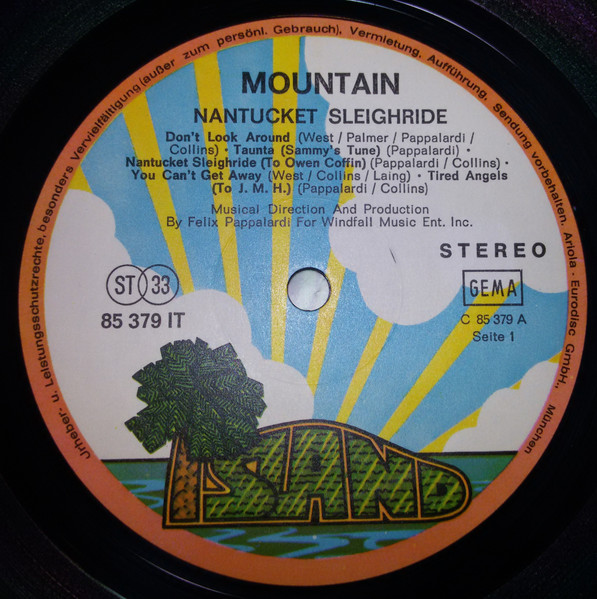 Urheber- u. Leistungsschutzrechte, besonders Vervielfältigung (außer zum persönl. Gebrauch), Vermietung, Aufführung, Sendung vorbehalten. Ariola - Eurodisc GmbH., München
MOUNTAIN
NANTUCKET SLEIGHRIDE
Don't Look Around (West / Palmer / Pappalardi /
Collins) • Taunta (Sammy's Tune) (Pappalardi) •
Nantucket Sleighride (To Owen Coffin) (Pappalardi / Collins) •
You Can't Get Away (West / Collins / Laing) • Tired Angels
(To J. M. H.) (Pappalardi / Collins)
Musical Direction And Production
By Felix Pappalardi For Windfall Music Ent. Inc.
STEREO
ST 33
GEMA
85 379 IT
C 85 379 A
Seite 1
ISLAND